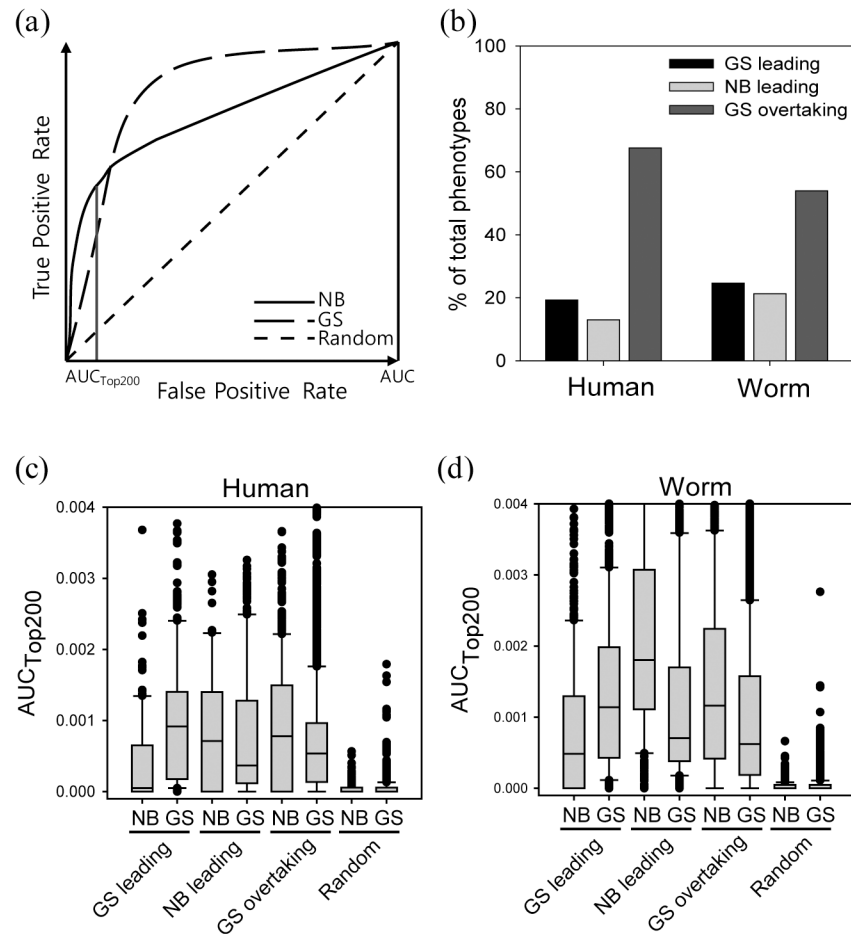 (a)
True Positive Rate
NB
GS
Random
AUCTop200
False Positive Rate
AUC
(b)
% of total phenotypes
100
80
60
40
20
0
GS leading
NB leading
GS overtaking
Human
Worm
(c)
Human
AUCTop200
0.004
0.003
0.002
0.001
0.000
NB GS NB GS NB GS NB GS
GS leading
NB leading
GS overtaking
Random
(d)
Worm
AUCTop200
0.004
0.003
0.002
0.001
0.000
NB GS NB GS NB GS NB GS
GS leading
NB leading
GS overtaking
Random